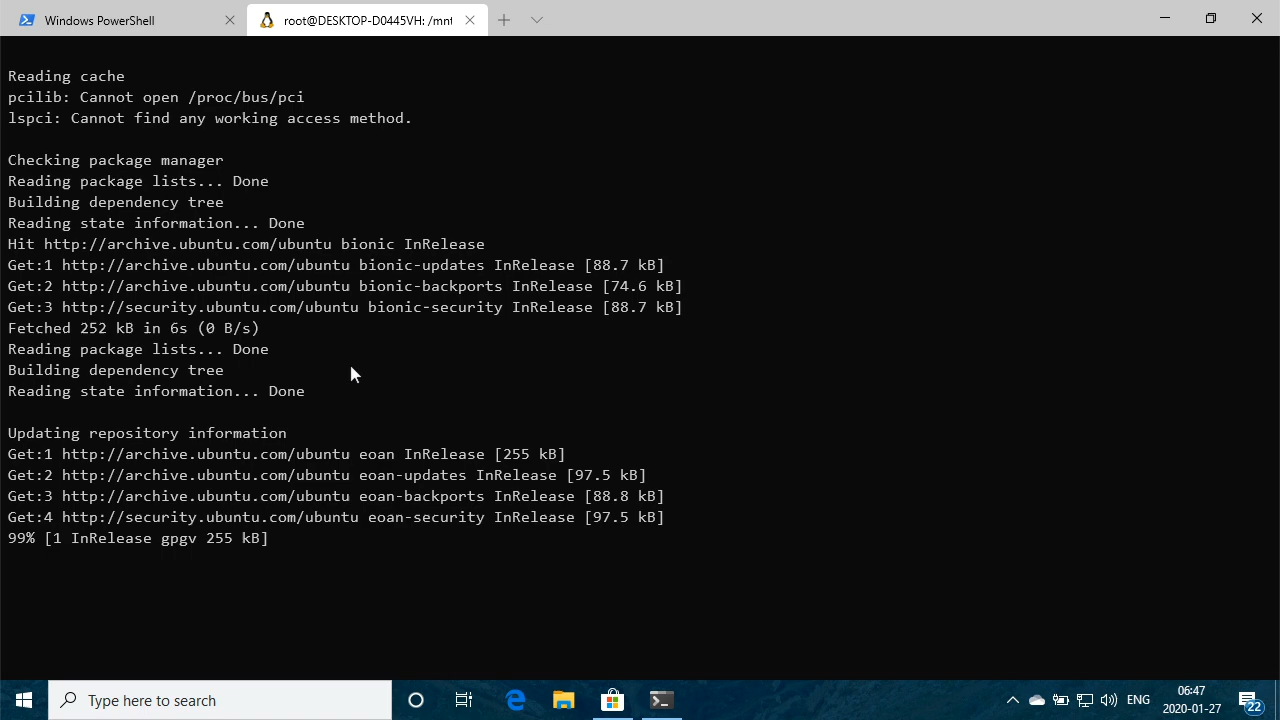 Windows PowerShell
root@DESKTOP-D0445VH: /mnt
Reading cache
pcilib: Cannot open /proc/bus/pci
lspci: Cannot find any working access method.
Checking package manager
Reading package lists... Done
Building dependency tree
Reading state information... Done
Hit http://archive.ubuntu.com/ubuntu bionic InRelease
Get:1 http://archive.ubuntu.com/ubuntu bionic-updates InRelease [88.7 kB]
Get:2 http://archive.ubuntu.com/ubuntu bionic-backports InRelease [74.6 kB]
Get:3 http://security.ubuntu.com/ubuntu bionic-security InRelease [88.7 kB]
Fetched 252 kB in 6s (0 B/s)
Reading package lists... Done
Building dependency tree
Reading state information... Done
Updating repository information
Get:1 http://archive.ubuntu.com/ubuntu eoan InRelease [255 kB]
Get:2 http://archive.ubuntu.com/ubuntu eoan-updates InRelease [97.5 kB]
Get:3 http://archive.ubuntu.com/ubuntu eoan-backports InRelease [88.8 kB]
Get:4 http://security.ubuntu.com/ubuntu eoan-security InRelease [97.5 kB]
99% [1 InRelease gpgv 255 kB]
Type here to search
ENG
06:47
2020-01-27
22